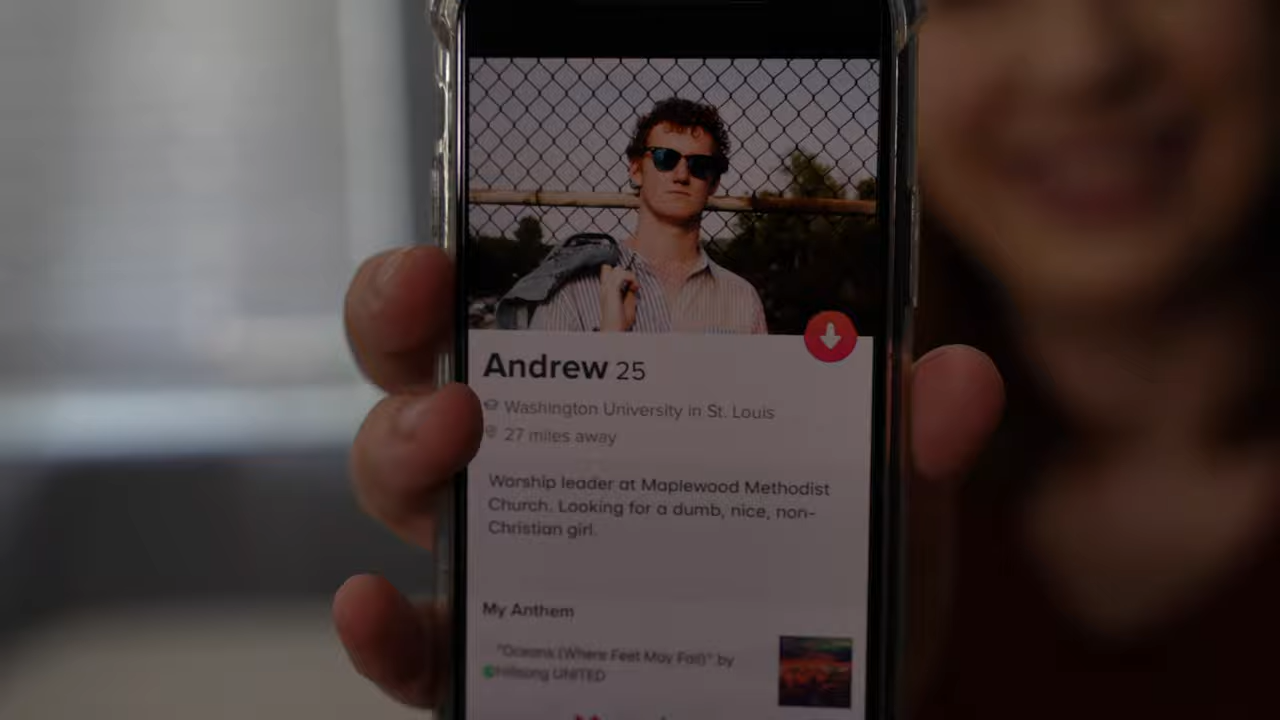 Andrew 25
Washington University in St. Louis
27 miles away
Worship leader at Maplewood Methodist
Church. Looking for a dumb, nice, non-
Christian girl.
My Anthem
"Oceans (Where Feet May Fail)" by
Hillsong UNITED